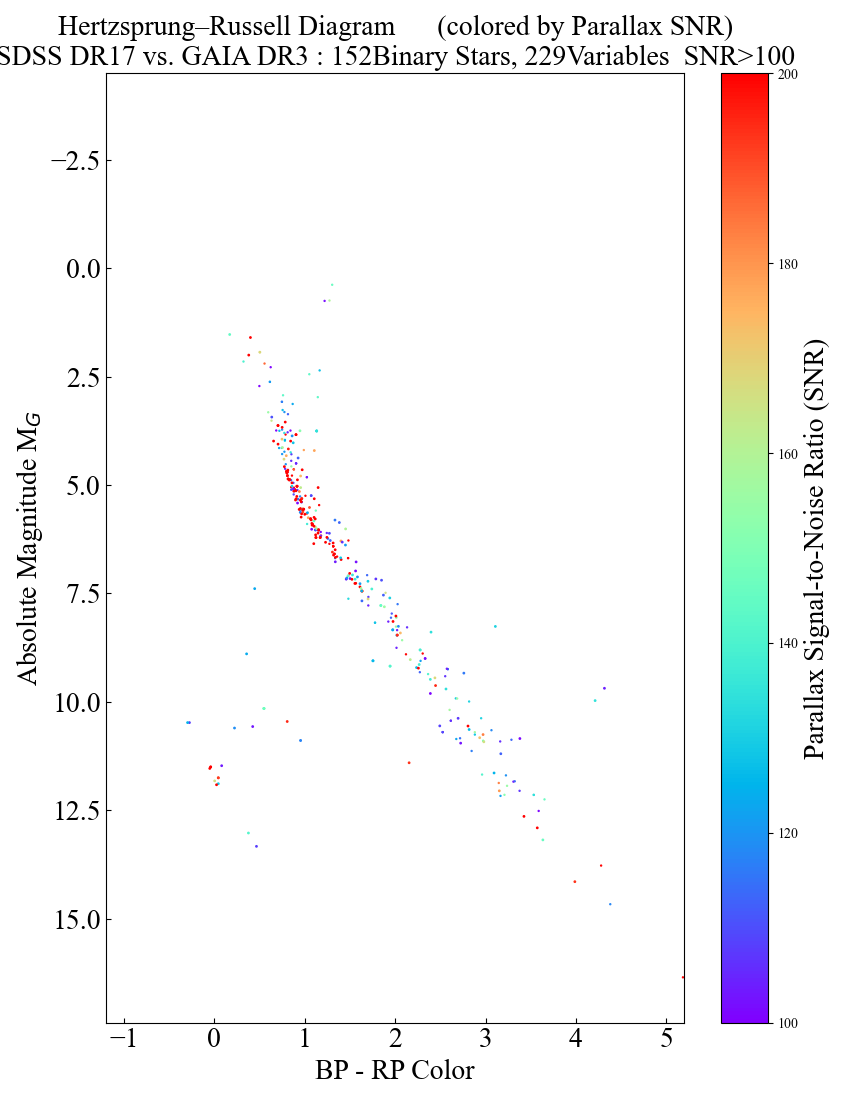 Hertzsprung–Russell Diagram (colored by Parallax SNR)
SDSS DR17 vs. GAIA DR3 : 152Binary Stars, 229Variables SNR>100
−2.5
0.0
2.5
5.0
7.5
10.0
12.5
15.0
Absolute Magnitude M_G
−1 0 1 2 3 4 5
BP - RP Color
200
180
160
140
120
100
Parallax Signal-to-Noise Ratio (SNR)